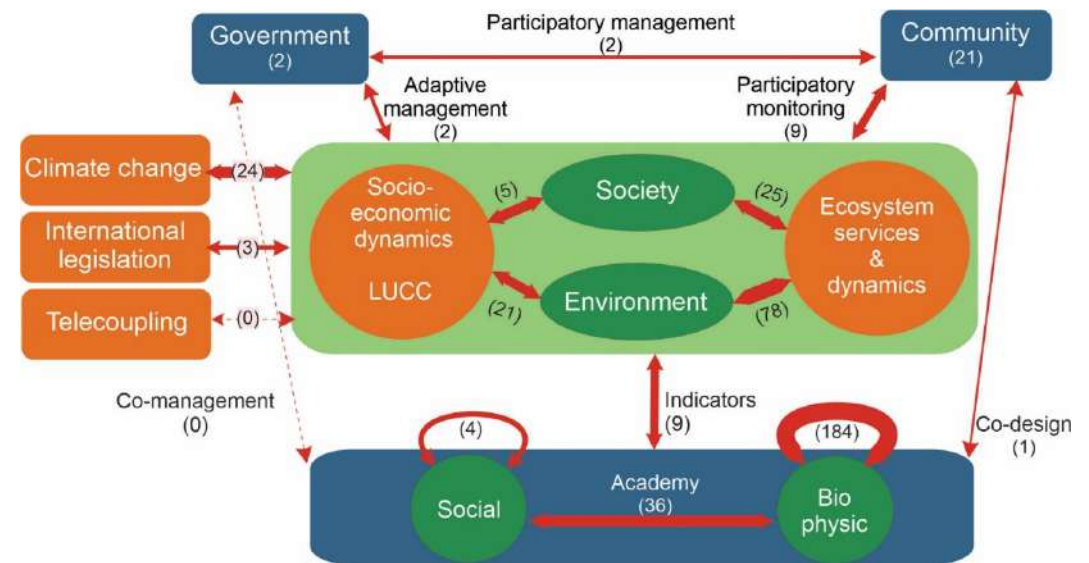 Participatory management
(2)
Government
(2)
Community
(21)
Adaptive
management
(2)
Participatory
monitoring
(9)
Climate change
(24)
International
legislation
(3)
Telecoupling
(0)
Socio-
economic
dynamics
LUCC
(5)
Society
(25)
(21)
Environment
(78)
Ecosystem
services
&
dynamics
Co-management
(0)
Indicators
(9)
Co-design
(1)
(4)
(184)
Social
Academy
(36)
Bio
physic